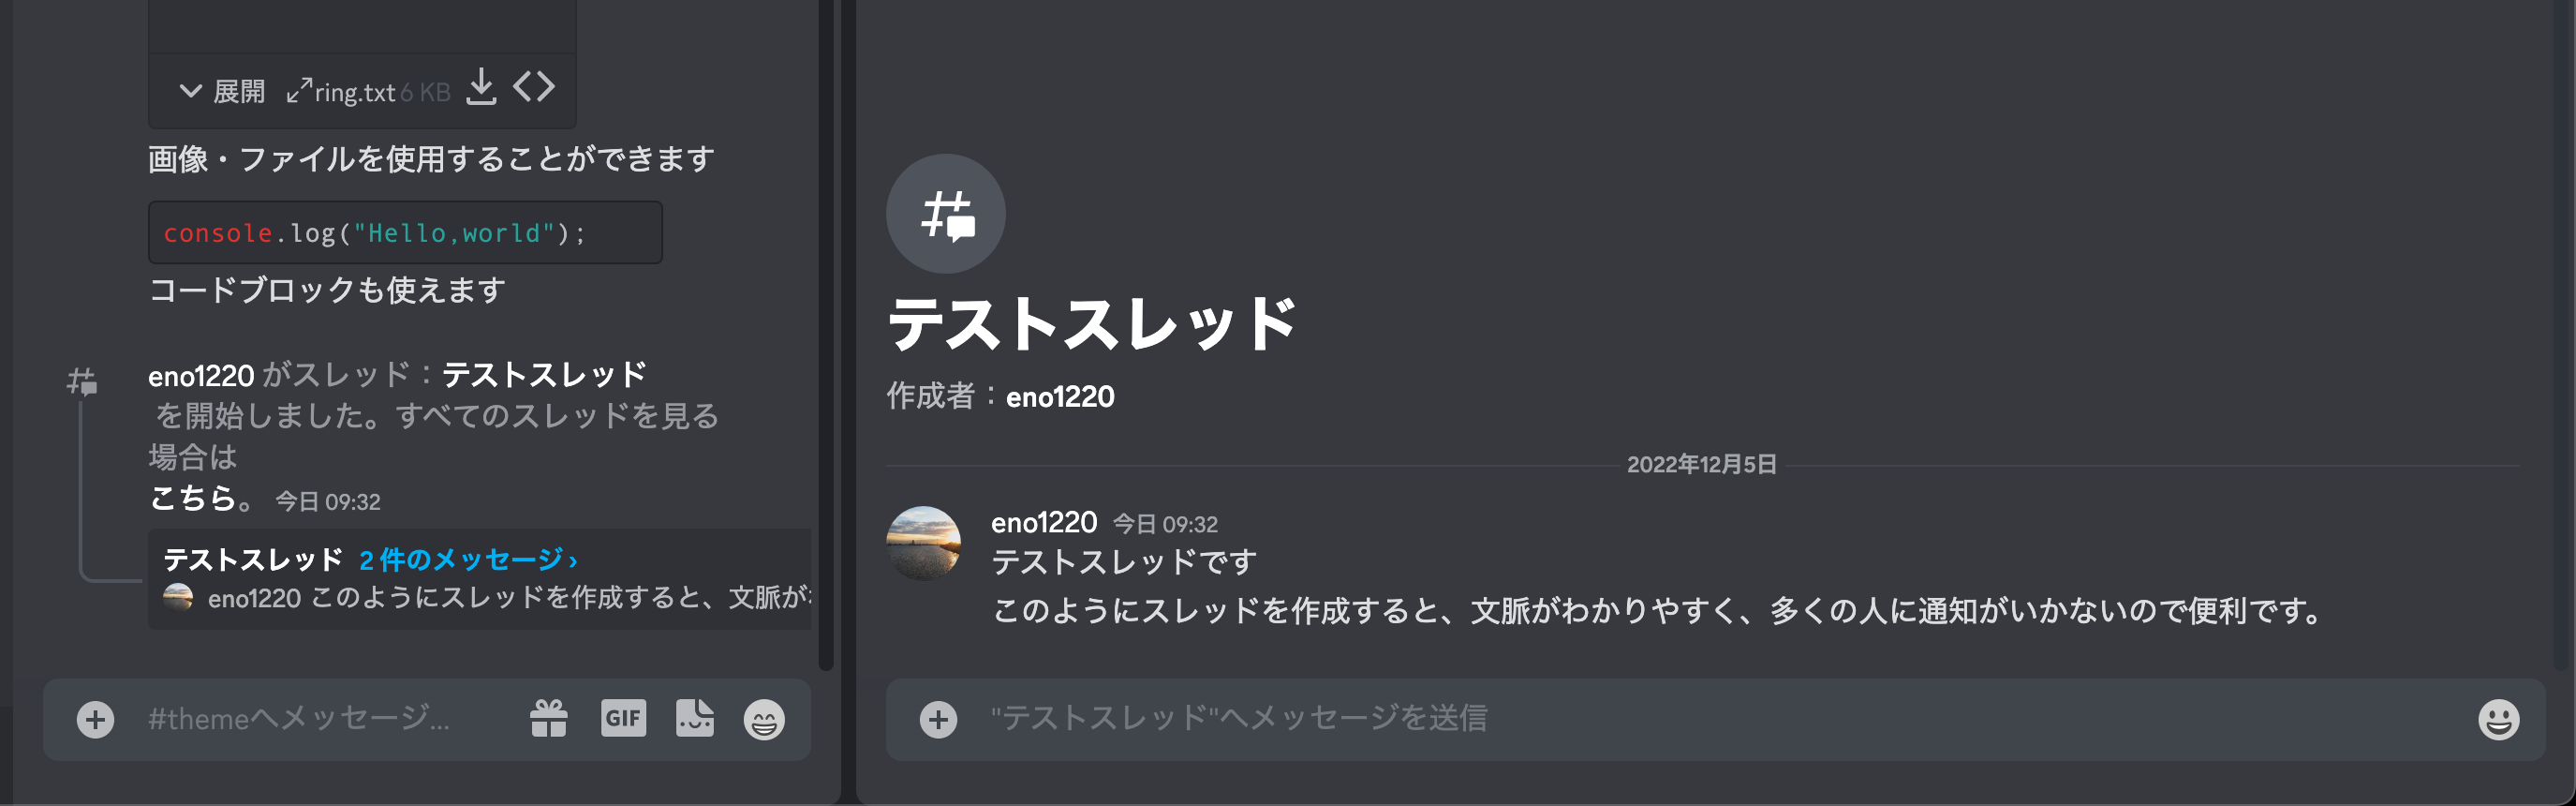 展開 ring.txt 6 KB
画像・ファイルを使用することができます
console.log("Hello,world");
コードブロックも使えます
eno1220 がスレッド：テストスレッド
を開始しました。すべてのスレッドを見る
場合は
こちら。 今日 09:32
テストスレッド 2 件のメッセージ ›
eno1220 このようにスレッドを作成すると、文脈が
#themeへメッセージ...
GIF
テストスレッド
作成者：eno1220
2022年12月5日
eno1220 今日 09:32
テストスレッドです
このようにスレッドを作成すると、文脈がわかりやすく、多くの人に通知がいかないので便利です。
"テストスレッド"へメッセージを送信